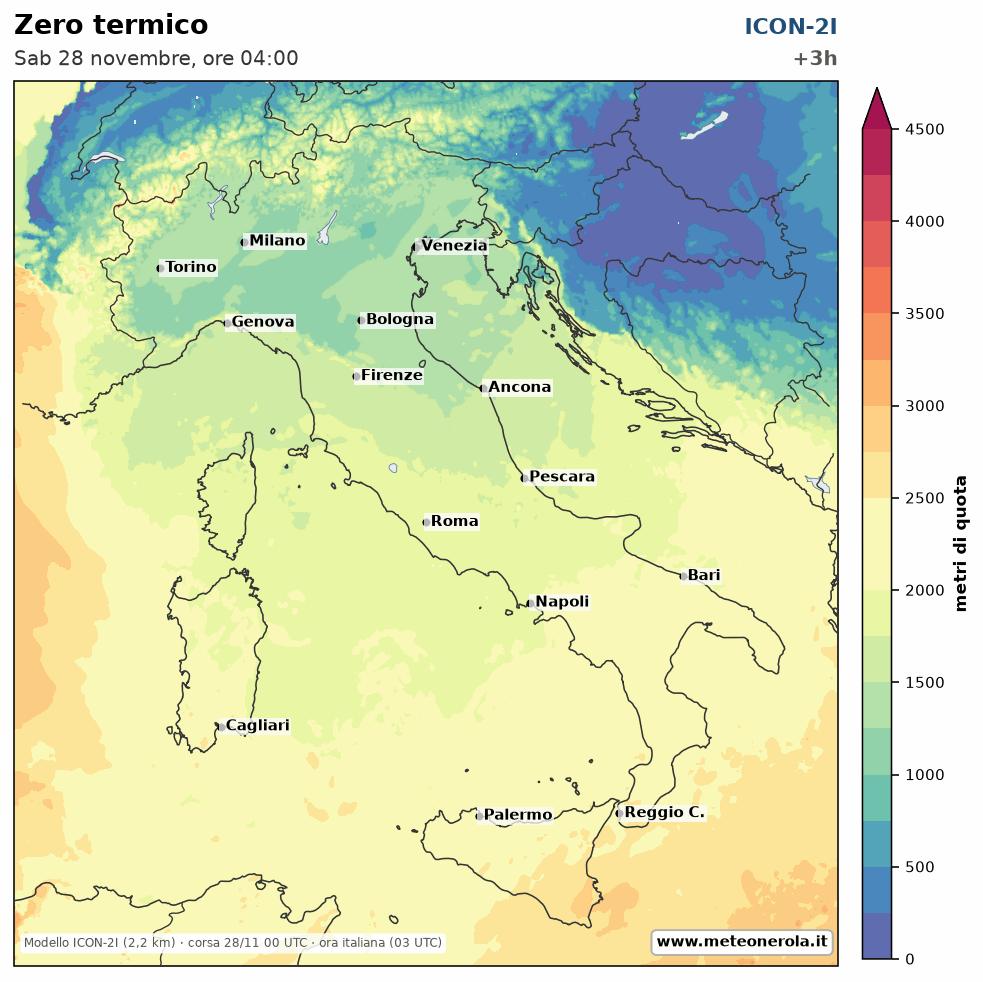 Zero termico
ICON-2I
Sab 28 novembre, ore 04:00
+3h
Milano
Venezia
Torino
Genova
Bologna
Firenze
Ancona
Pescara
Roma
Bari
Napoli
Cagliari
Palermo
Reggio C.
4500
4000
3500
3000
2500
2000
1500
1000
500
0
metri di quota
Modello ICON-2I (2,2 km) · corsa 28/11 00 UTC · ora italiana (03 UTC)
www.meteonerola.it